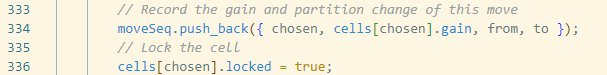 333 // Record the gain and partition change of this move
334 moveSeq.push_back({ chosen, cells[chosen].gain, from, to });
335 // Lock the cell
336 cells[chosen].locked = true;